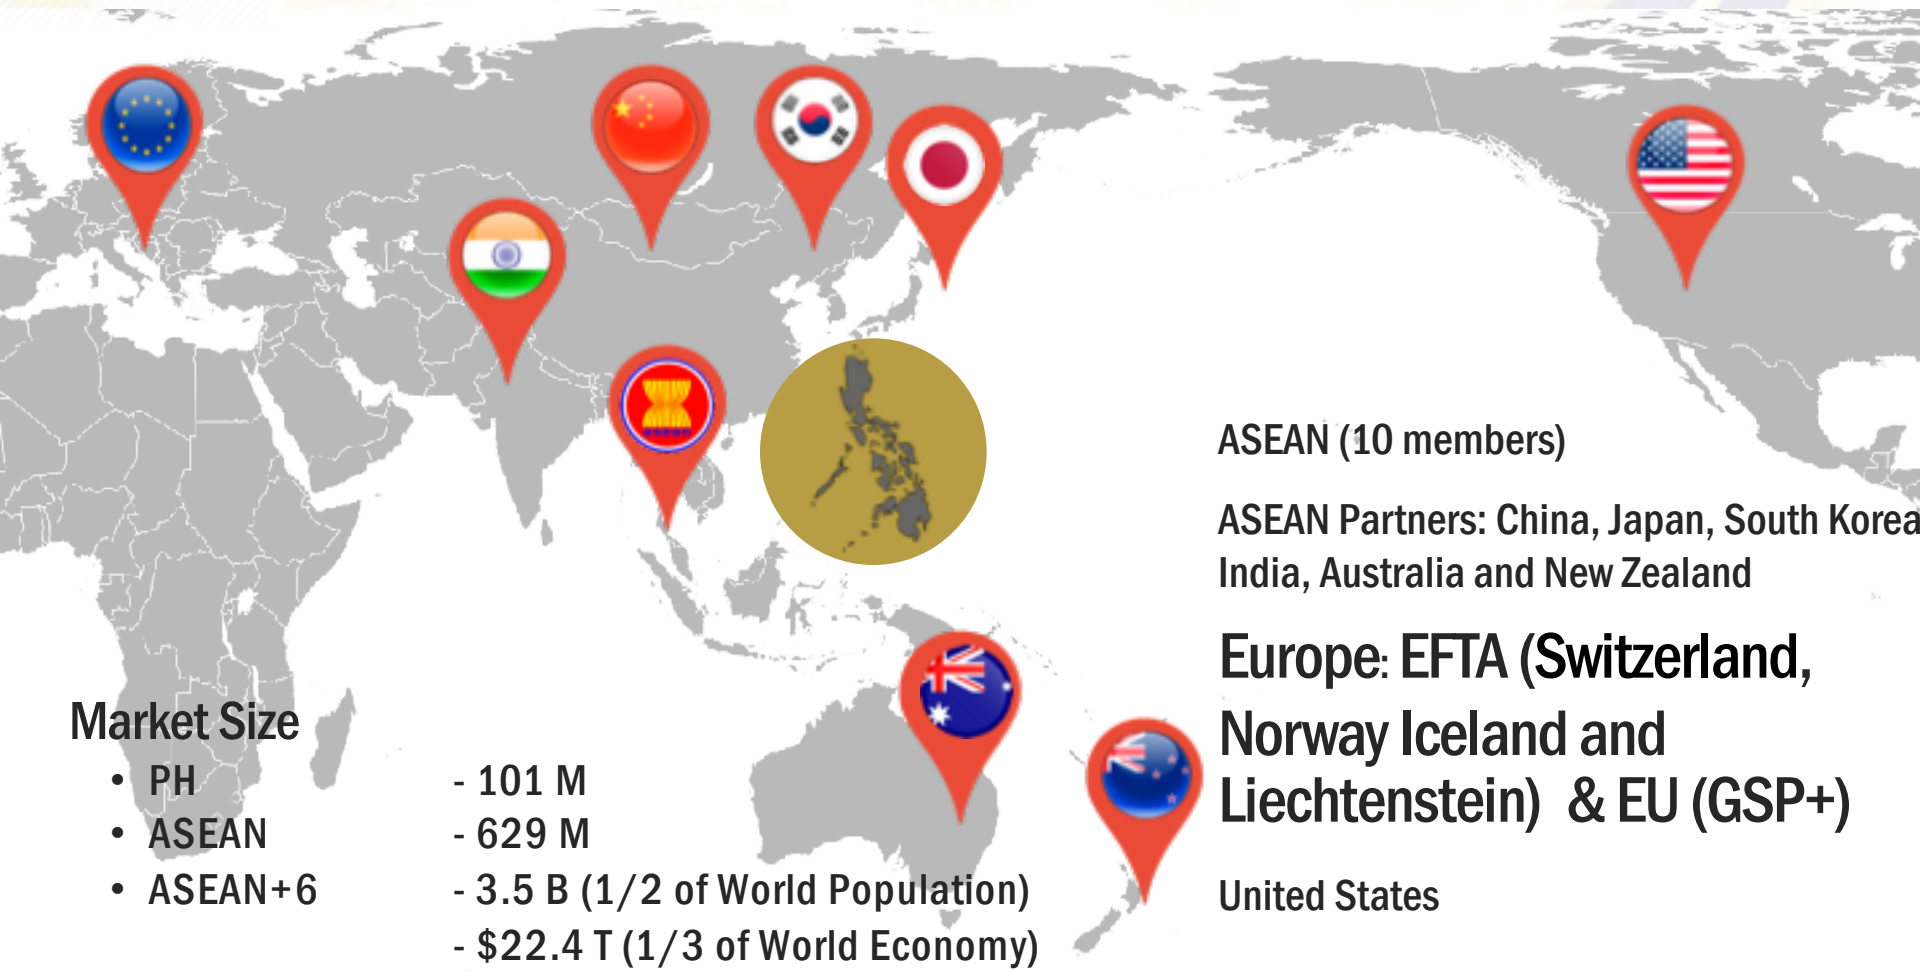 ASEAN (10 members)
ASEAN Partners: China, Japan, South Korea
India, Australia and New Zealand
Europe: EFTA (Switzerland,
Norway Iceland and
Liechtenstein) & EU (GSP+)
United States
Market Size
• PH - 101 M
• ASEAN - 629 M
• ASEAN+6 - 3.5 B (1/2 of World Population)
- $22.4 T (1/3 of World Economy)